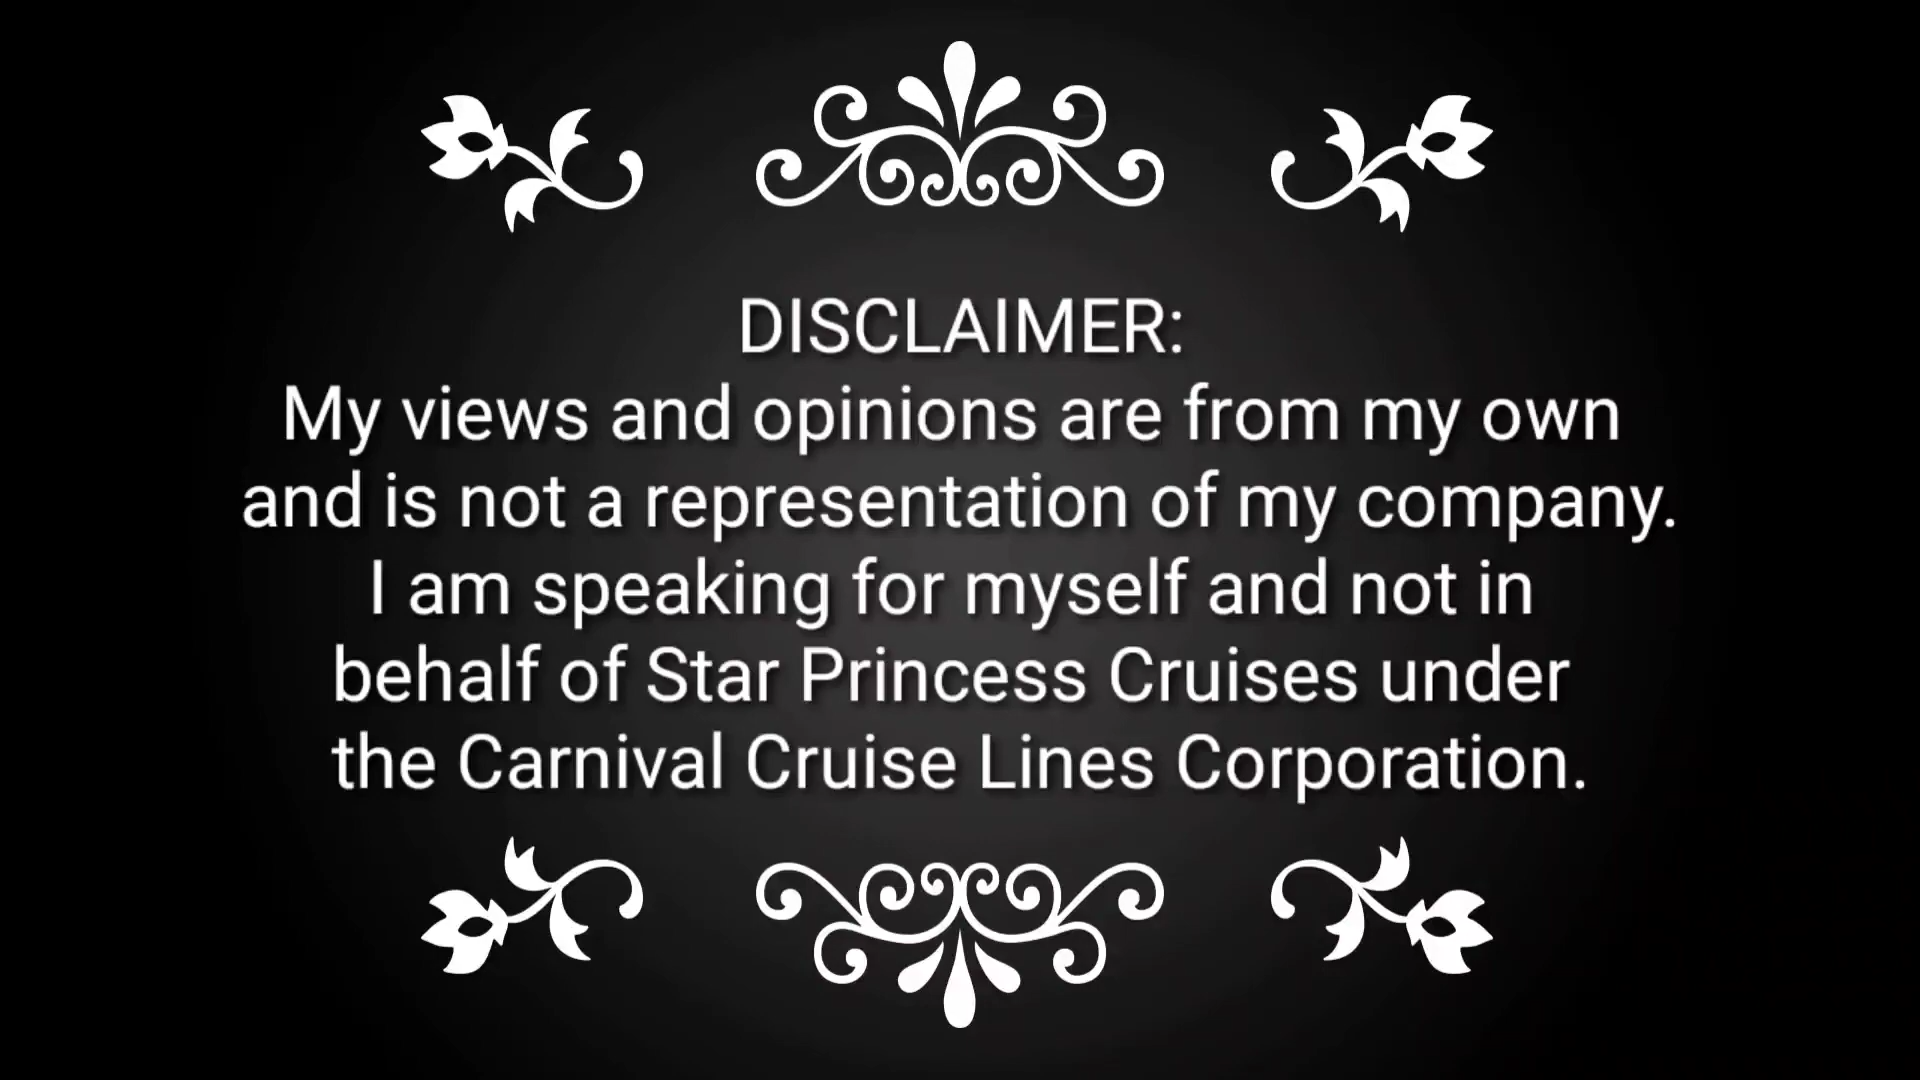 DISCLAIMER:
My views and opinions are from my own
and is not a representation of my company.
I am speaking for myself and not in
behalf of Star Princess Cruises under
the Carnival Cruise Lines Corporation.